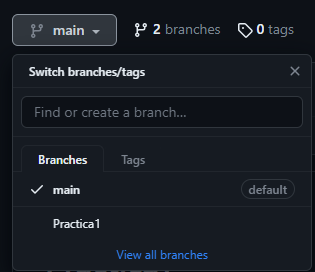 main 2 branches 0 tags
Switch branches/tags
Find or create a branch...
Branches Tags
main default
Practica1
View all branches